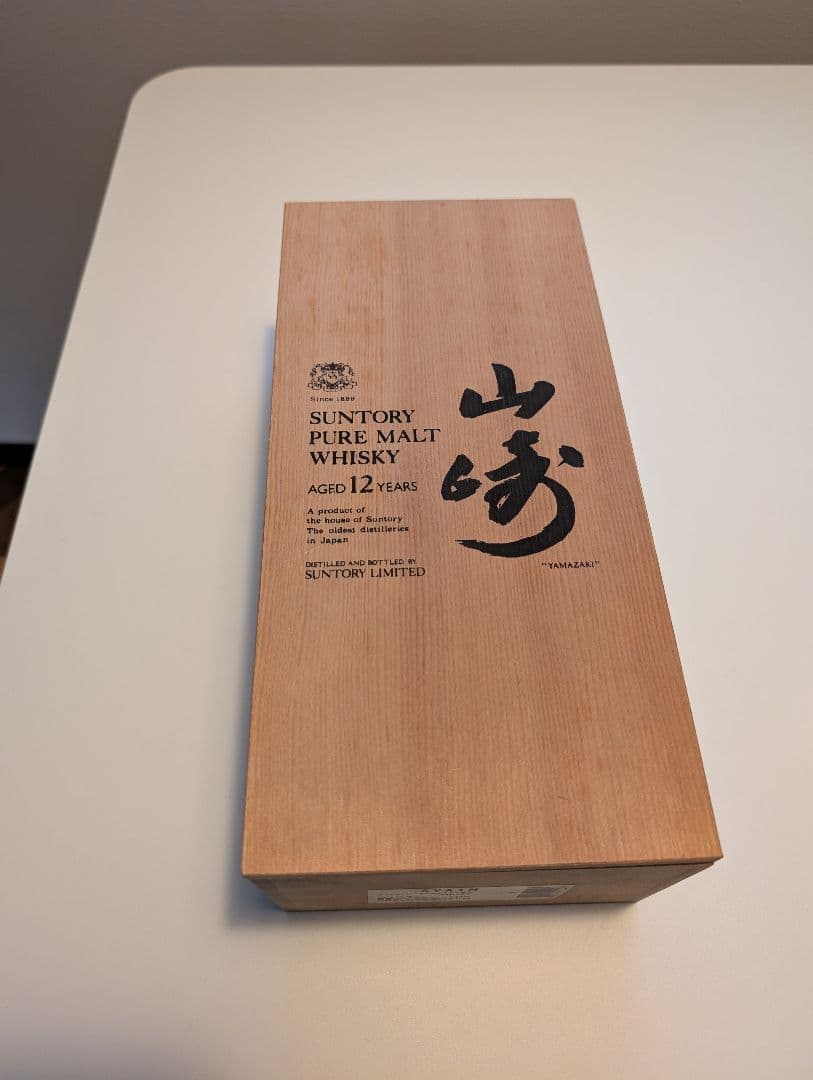 Since 1899
SUNTORY
PURE MALT
WHISKY
AGED 12 YEARS
A product of
the house of Suntory
The oldest distilleries
in Japan
DISTILLED AND BOTTLED BY
SUNTORY LIMITED
山崎
"YAMAZAKI"